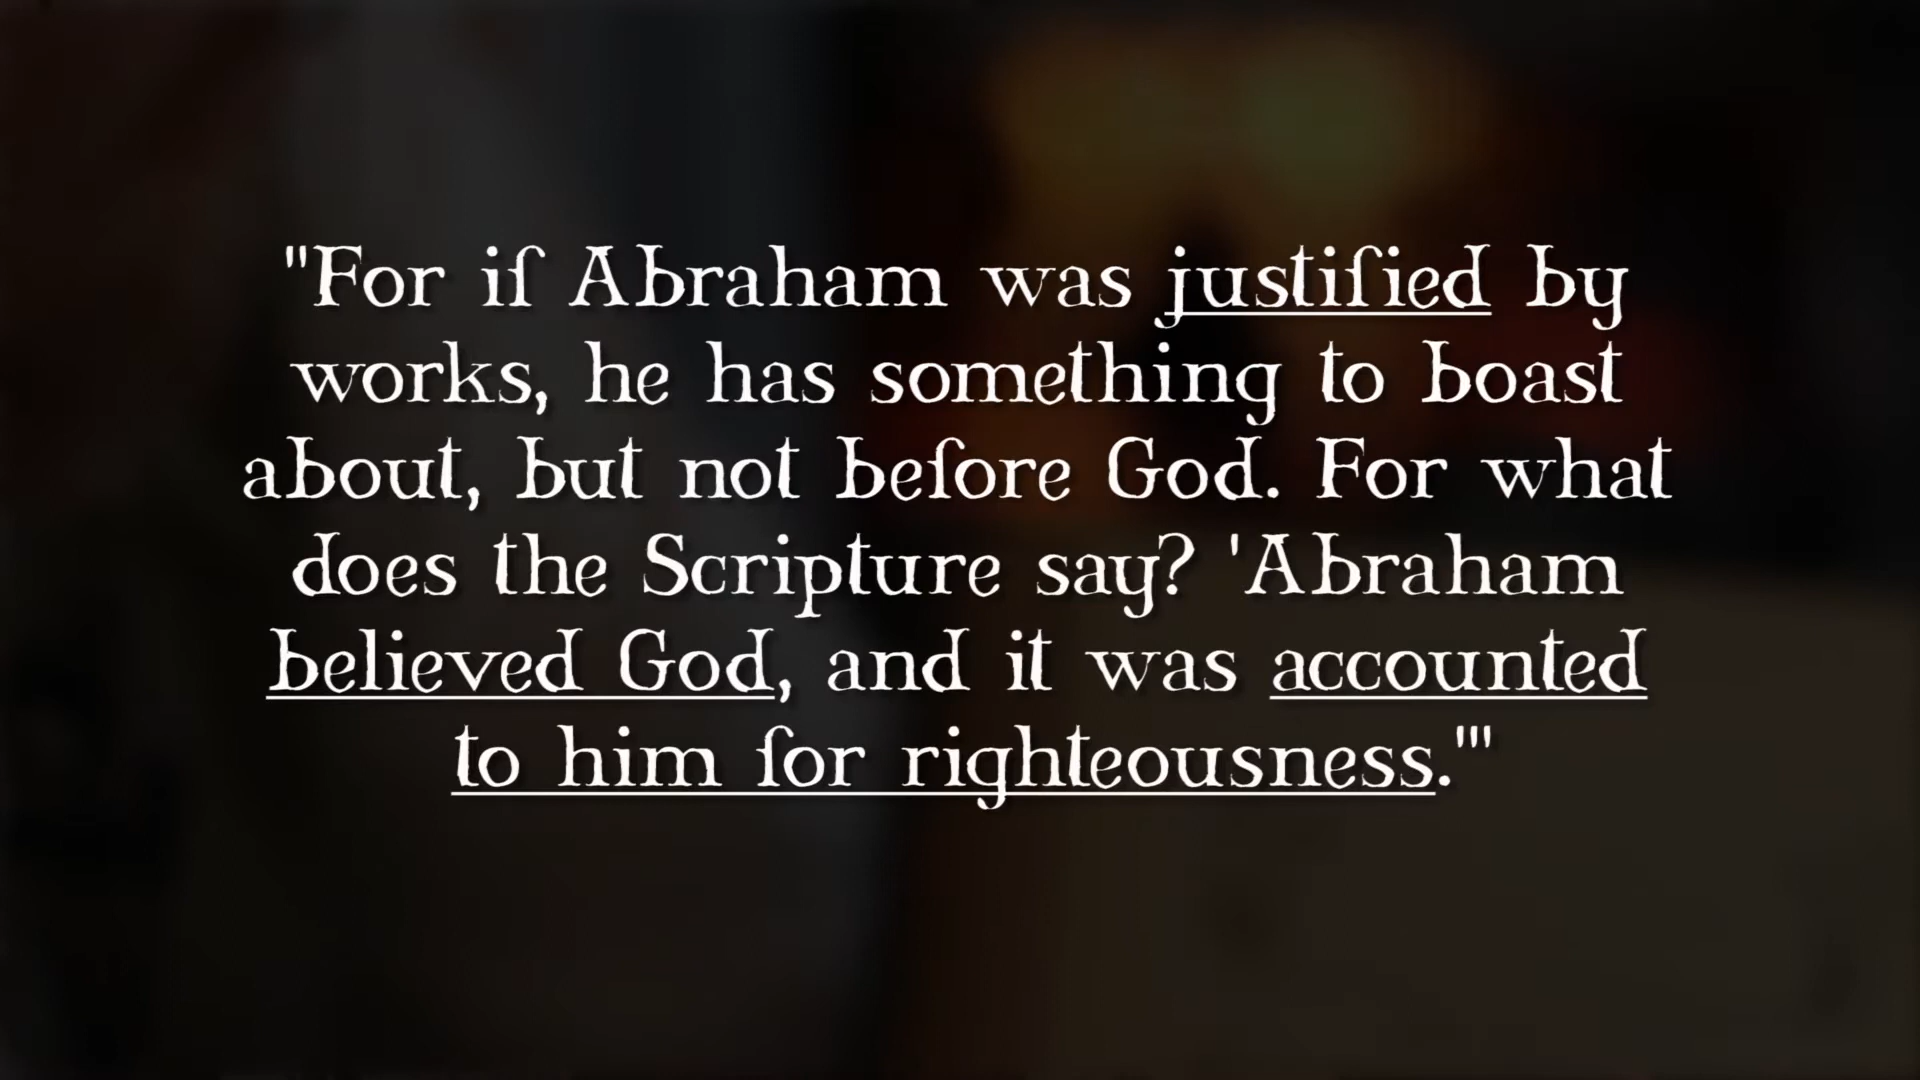 "For if Abraham was justified by
works, he has something to boast
about, but not before God. For what
does the Scripture say? 'Abraham
believed God, and it was accounted
to him for righteousness.'"